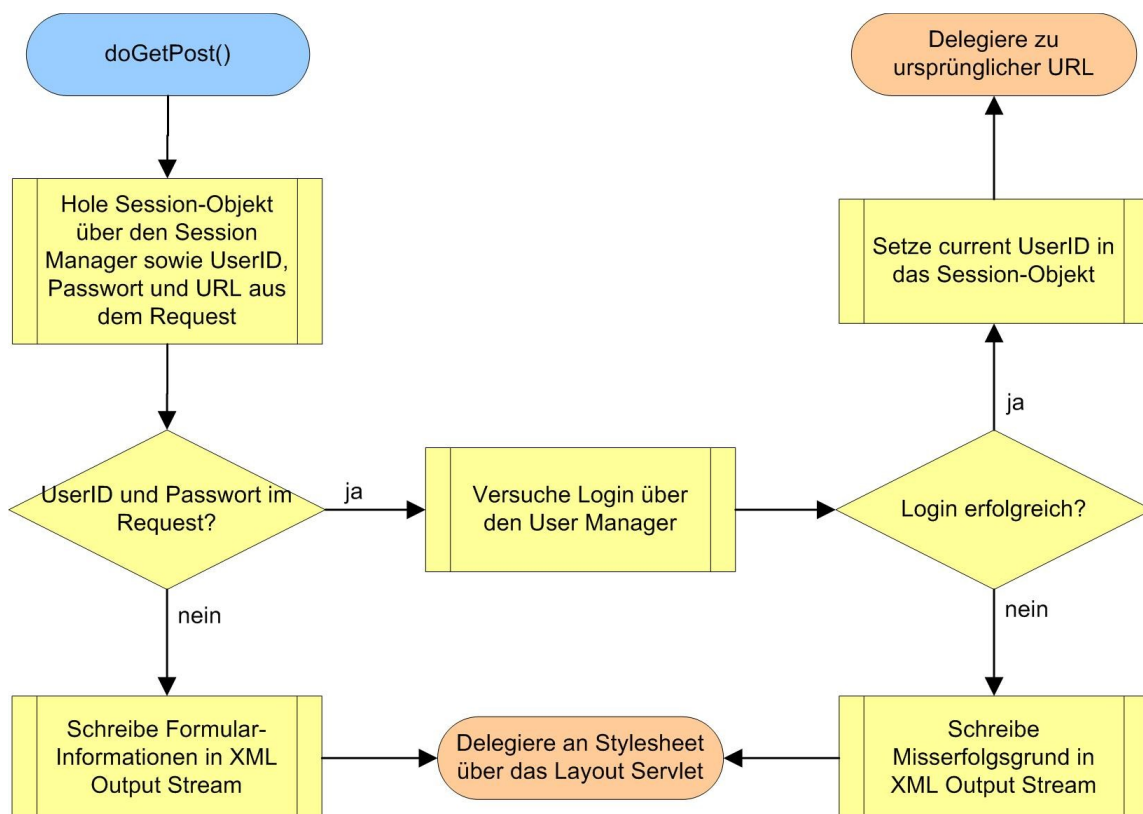 doGetPost()
Delegiere zu
ursprünglicher URL
Hole Session-Objekt
über den Session
Manager sowie UserID,
Passwort und URL aus
dem Request
Setze current UserID in
das Session-Objekt
ja
UserID und Passwort im
Request?
ja
Versuche Login über
den User Manager
Login erfolgreich?
nein
nein
Schreibe Formular-
Informationen in XML
Output Stream
Delegiere an Stylesheet
über das Layout Servlet
Schreibe
Misserfolgsgrund in
XML Output Stream